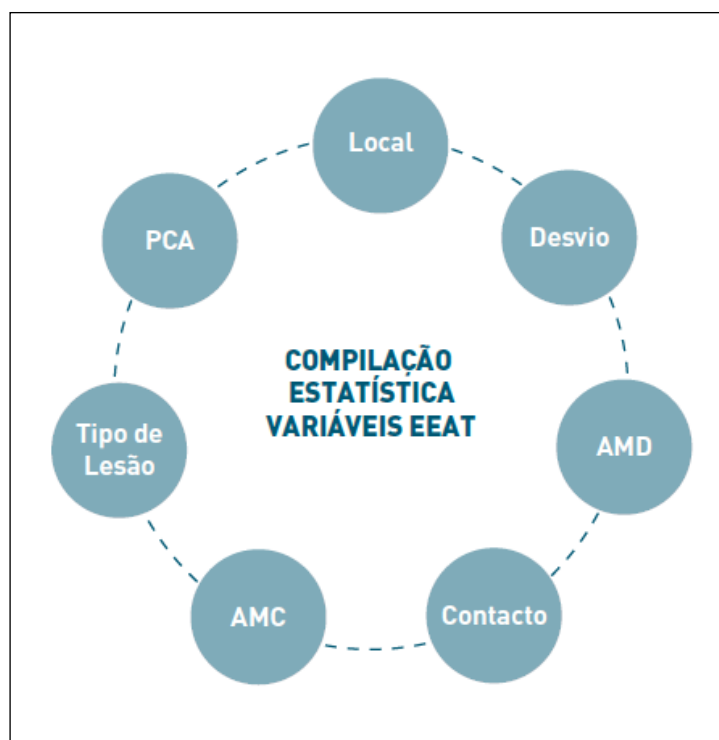 Local
Desvio
AMD
Contacto
AMC
Tipo de
Lesão
PCA
COMPILAÇÃO
ESTATÍSTICA
VARIÁVEIS EEAT